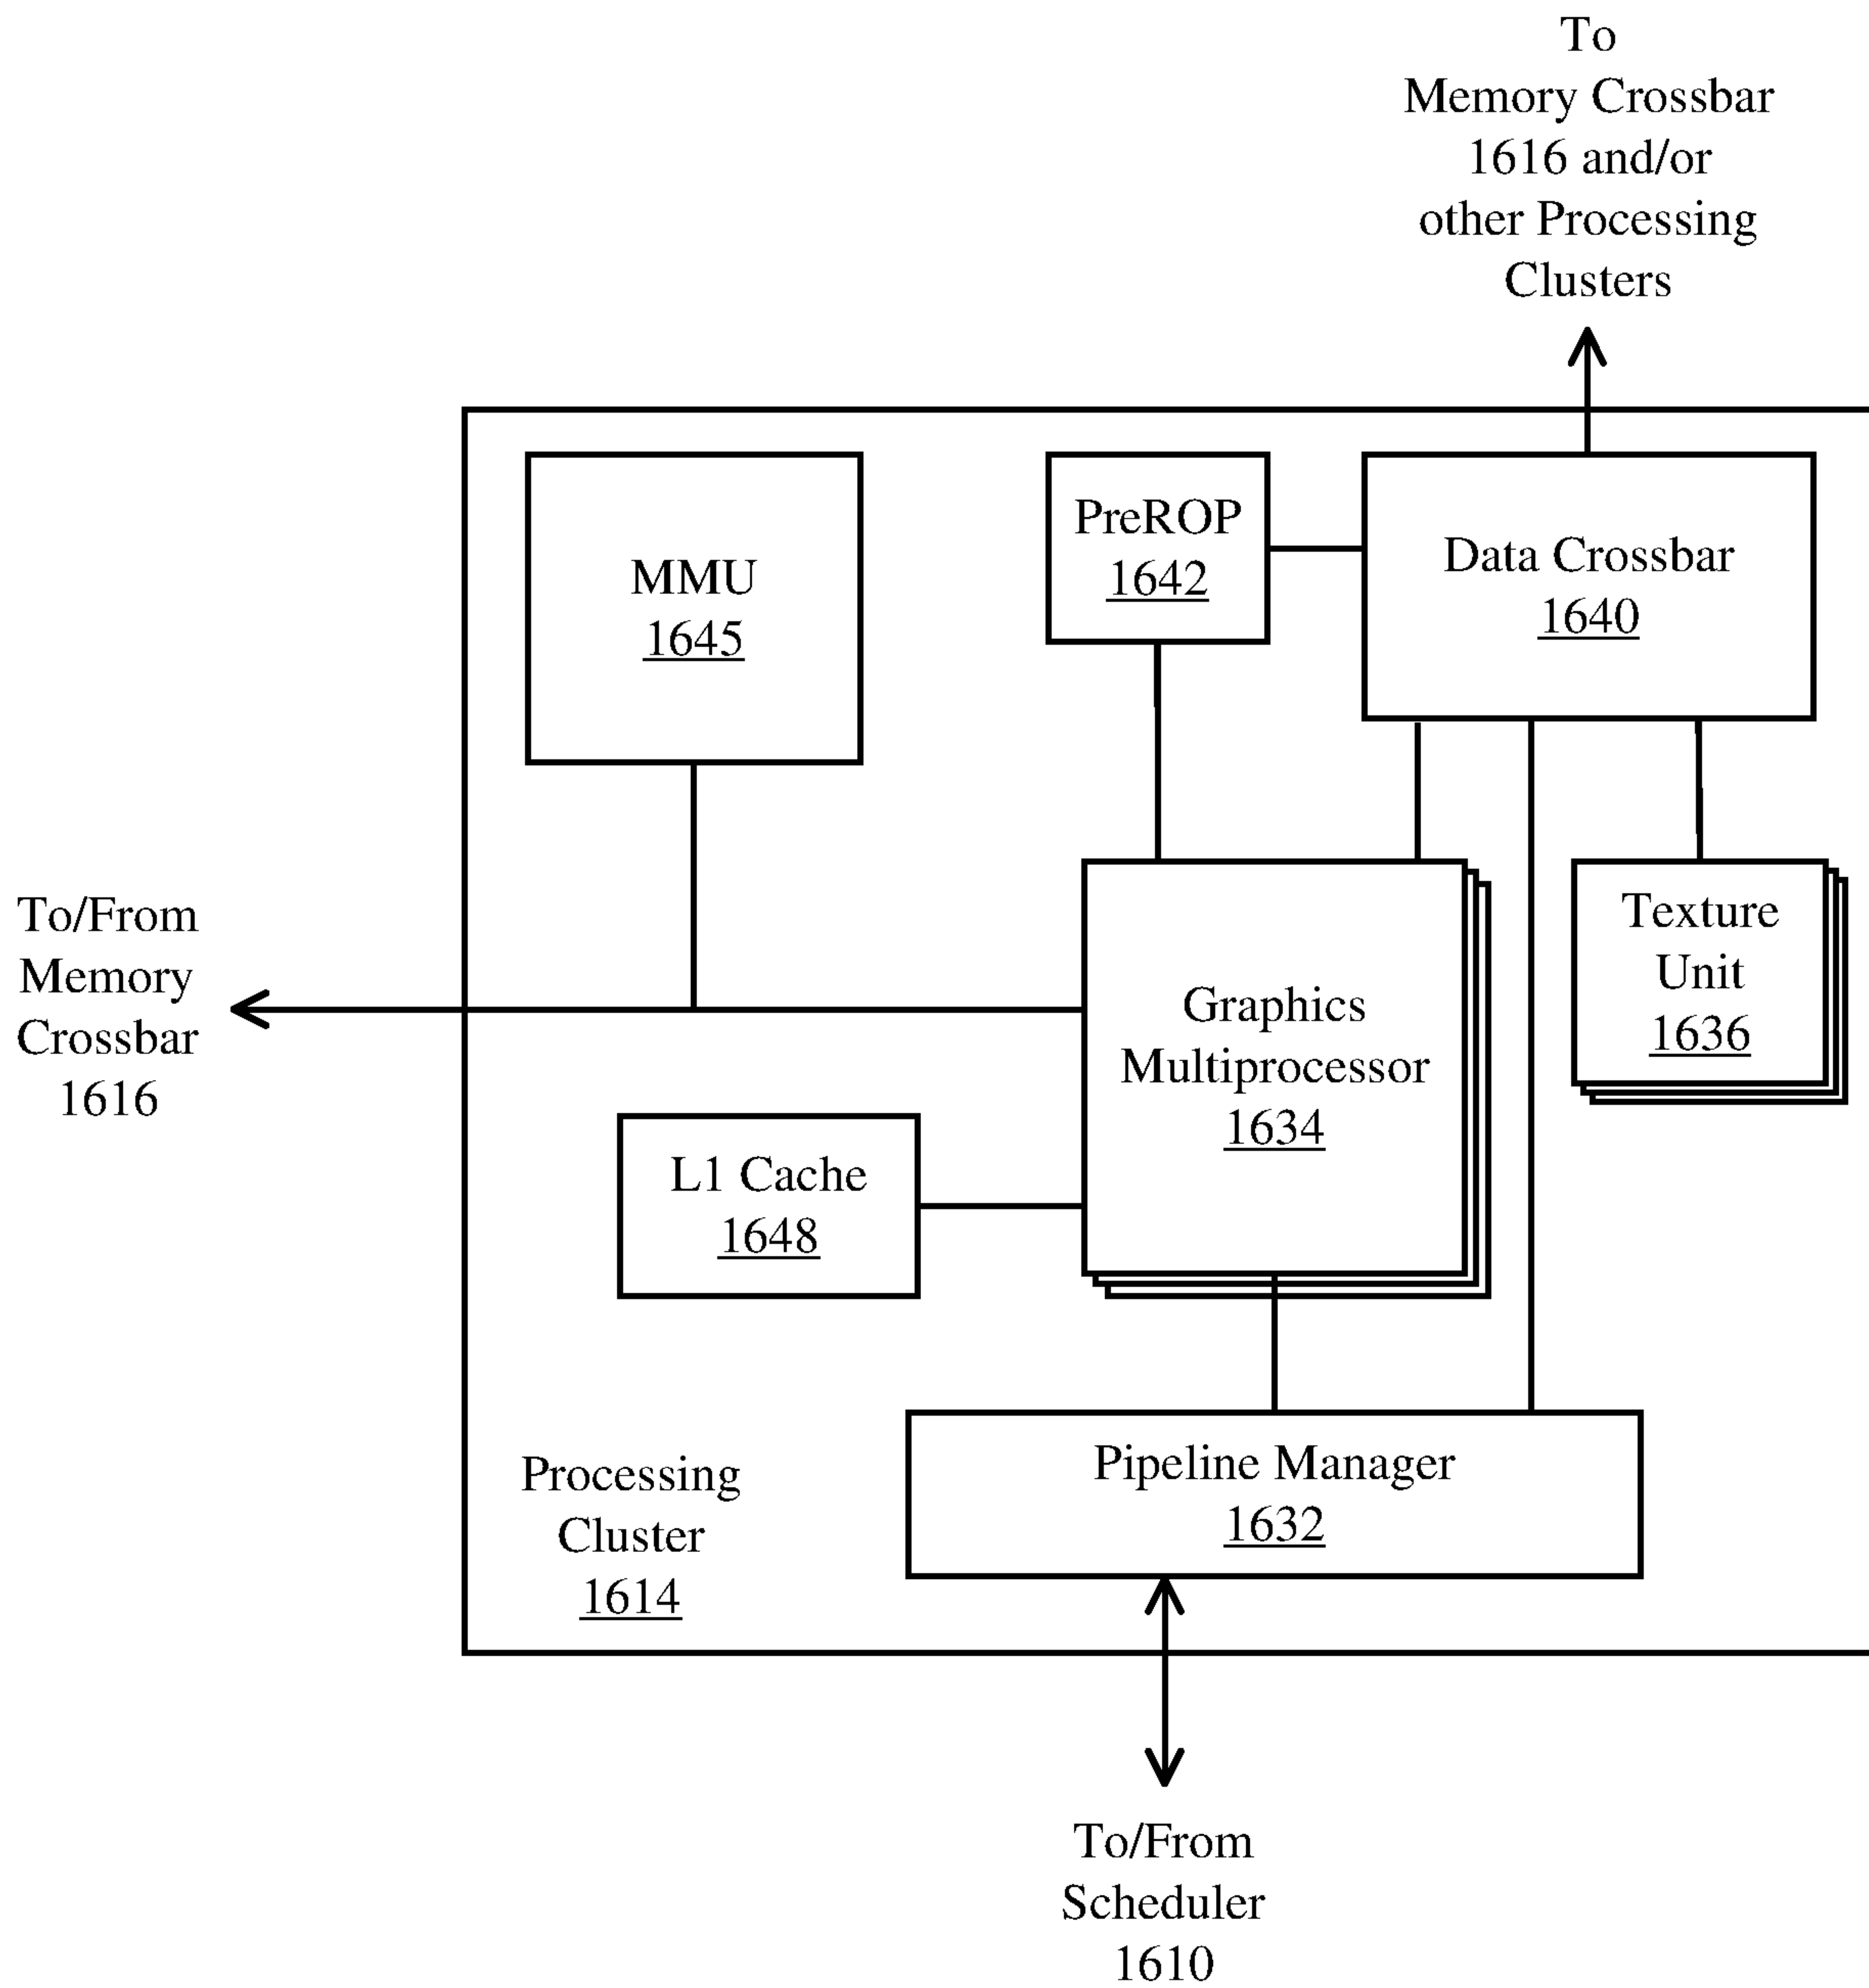 To
Memory Crossbar
1616 and/or
other Processing
Clusters
MMU
1645
PreROP
1642
Data Crossbar
1640
To/From
Memory
Crossbar
1616
Graphics
Multiprocessor
1634
Texture
Unit
1636
L1 Cache
1648
Pipeline Manager
1632
Processing
Cluster
1614
To/From
Scheduler
1610